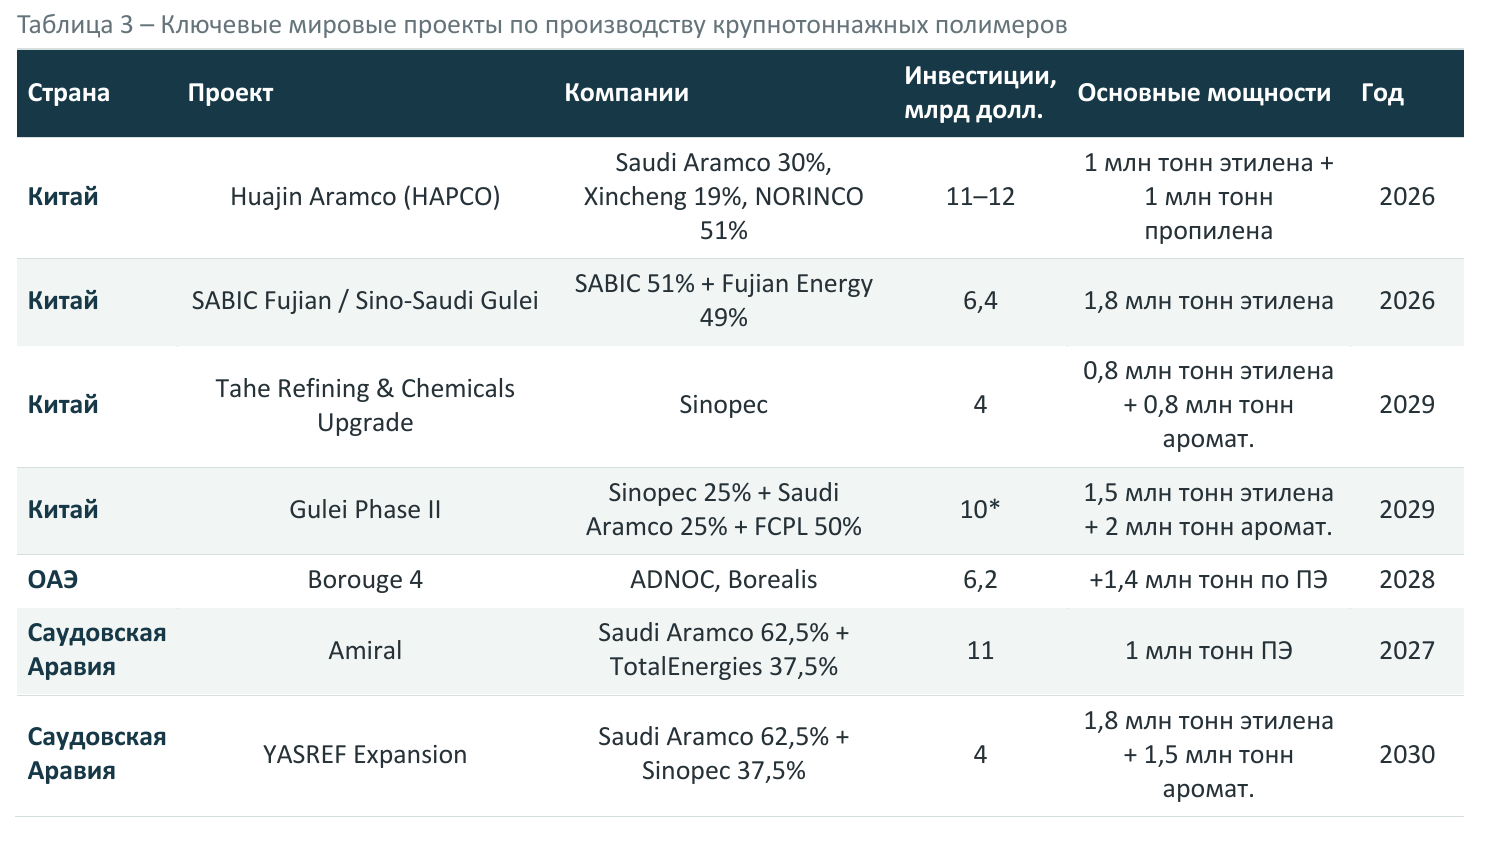 Таблица 3 – Ключевые мировые проекты по производству крупнотоннажных полимеров
Страна Проект Компании Инвестиции, млрд долл. Основные мощности Год
Китай Huajin Aramco (HAPCO) Saudi Aramco 30%, Xincheng 19%, NORINCO 51% 11–12 1 млн тонн этилена + 1 млн тонн пропилена 2026
Китай SABIC Fujian / Sino-Saudi Gulei SABIC 51% + Fujian Energy 49% 6,4 1,8 млн тонн этилена 2026
Китай Tahe Refining & Chemicals Upgrade Sinopec 4 0,8 млн тонн этилена + 0,8 млн тонн аромат. 2029
Китай Gulei Phase II Sinopec 25% + Saudi Aramco 25% + FCPL 50% 10* 1,5 млн тонн этилена + 2 млн тонн аромат. 2029
ОАЭ Borouge 4 ADNOC, Borealis 6,2 +1,4 млн тонн по ПЭ 2028
Саудовская Аравия Amiral Saudi Aramco 62,5% + TotalEnergies 37,5% 11 1 млн тонн ПЭ 2027
Саудовская Аравия YASREF Expansion Saudi Aramco 62,5% + Sinopec 37,5% 4 1,8 млн тонн этилена + 1,5 млн тонн аромат. 2030